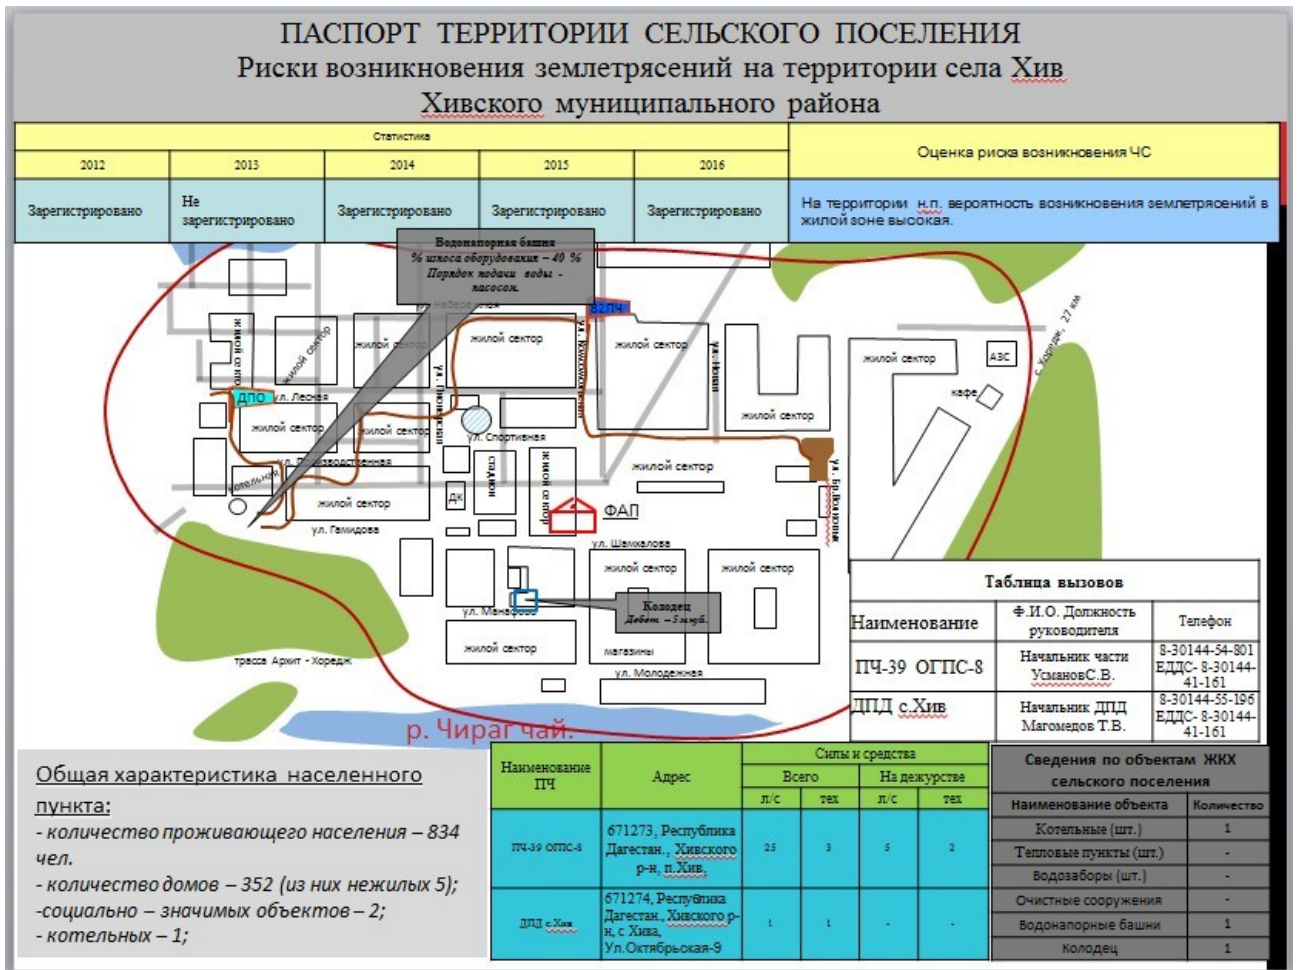 ПАСПОРТ ТЕРРИТОРИИ СЕЛЬСКОГО ПОСЕЛЕНИЯ
Риски возникновения землетрясений на территории села Хив
Хивского муниципального района
Статистика
Оценка риска возникновения ЧС
2012
2013
2014
2015
2016
Зарегистрировано
Не
зарегистрировано
Зарегистрировано
Зарегистрировано
Зарегистрировано
На территории н.п. вероятность возникновения землетрясений в
жилой зоне высокая.
Водонапорная башня
% износа оборудования – 40 %
Порядок подачи воды -
насосом.
82ПЧ
с. Хоредж, 27 км
жилой сектор
жилой сектор
жилой сектор
жилой сектор
жилой сектор
ул. Комсомольская
ул. Новая
жилой сектор
АЗС
кафе
ДПО
ул. Лесная
ул. Пионерская
жилой сектор
жилой сектор
жилой сектор
ул. Спортивная
ул. Производственная
котельная
жилой сектор
ДК
стадион
жилой сектор
жилой сектор
ФАП
ул. Гамидова
ул. Шамхалова
жилой сектор
жилой сектор
ул. Манафова
Колодец
жилой сектор
магазины
ул. Молодежная
трасса Архит - Хоредж
р. Чираг чай.
Таблица вызовов
Наименование
Ф.И.О. Должность
руководителя
Телефон
ПЧ-39 ОГПС-8
Начальник части
УсмановС.В.
8-30144-54-801
ЕДДС- 8-30144-
41-161
ДПД с.Хив
Начальник ДПД
Магомедов Т.В.
8-30144-55-196
ЕДДС- 8-30144-
41-161
Общая характеристика населенного
пункта:
- количество проживающего населения – 834
чел.
- количество домов – 352 (из них нежилых 5);
-социально – значимых объектов – 2;
- котельных – 1;
Наименование
ПЧ
Адрес
Силы и средства
Всего
На дежурстве
л/с
тех
л/с
тех
ПЧ-39 ОГПС-8
671273, Республика
Дагестан., Хивского
р-н, п.Хив,
25
3
5
2
ДПД с.Хив
671274, Республика
Дагестан., Хивского р-
н, с Хива,
Ул.Октябрьская-9
1
1
-
-
Сведения по объектам ЖКХ
сельского поселения
Наименование объекта
Количество
Котельные (шт.)
1
Тепловые пункты (шт.)
-
Водозаборы (шт.)
-
Очистные сооружения
-
Водонапорные башни
1
Колодец
1